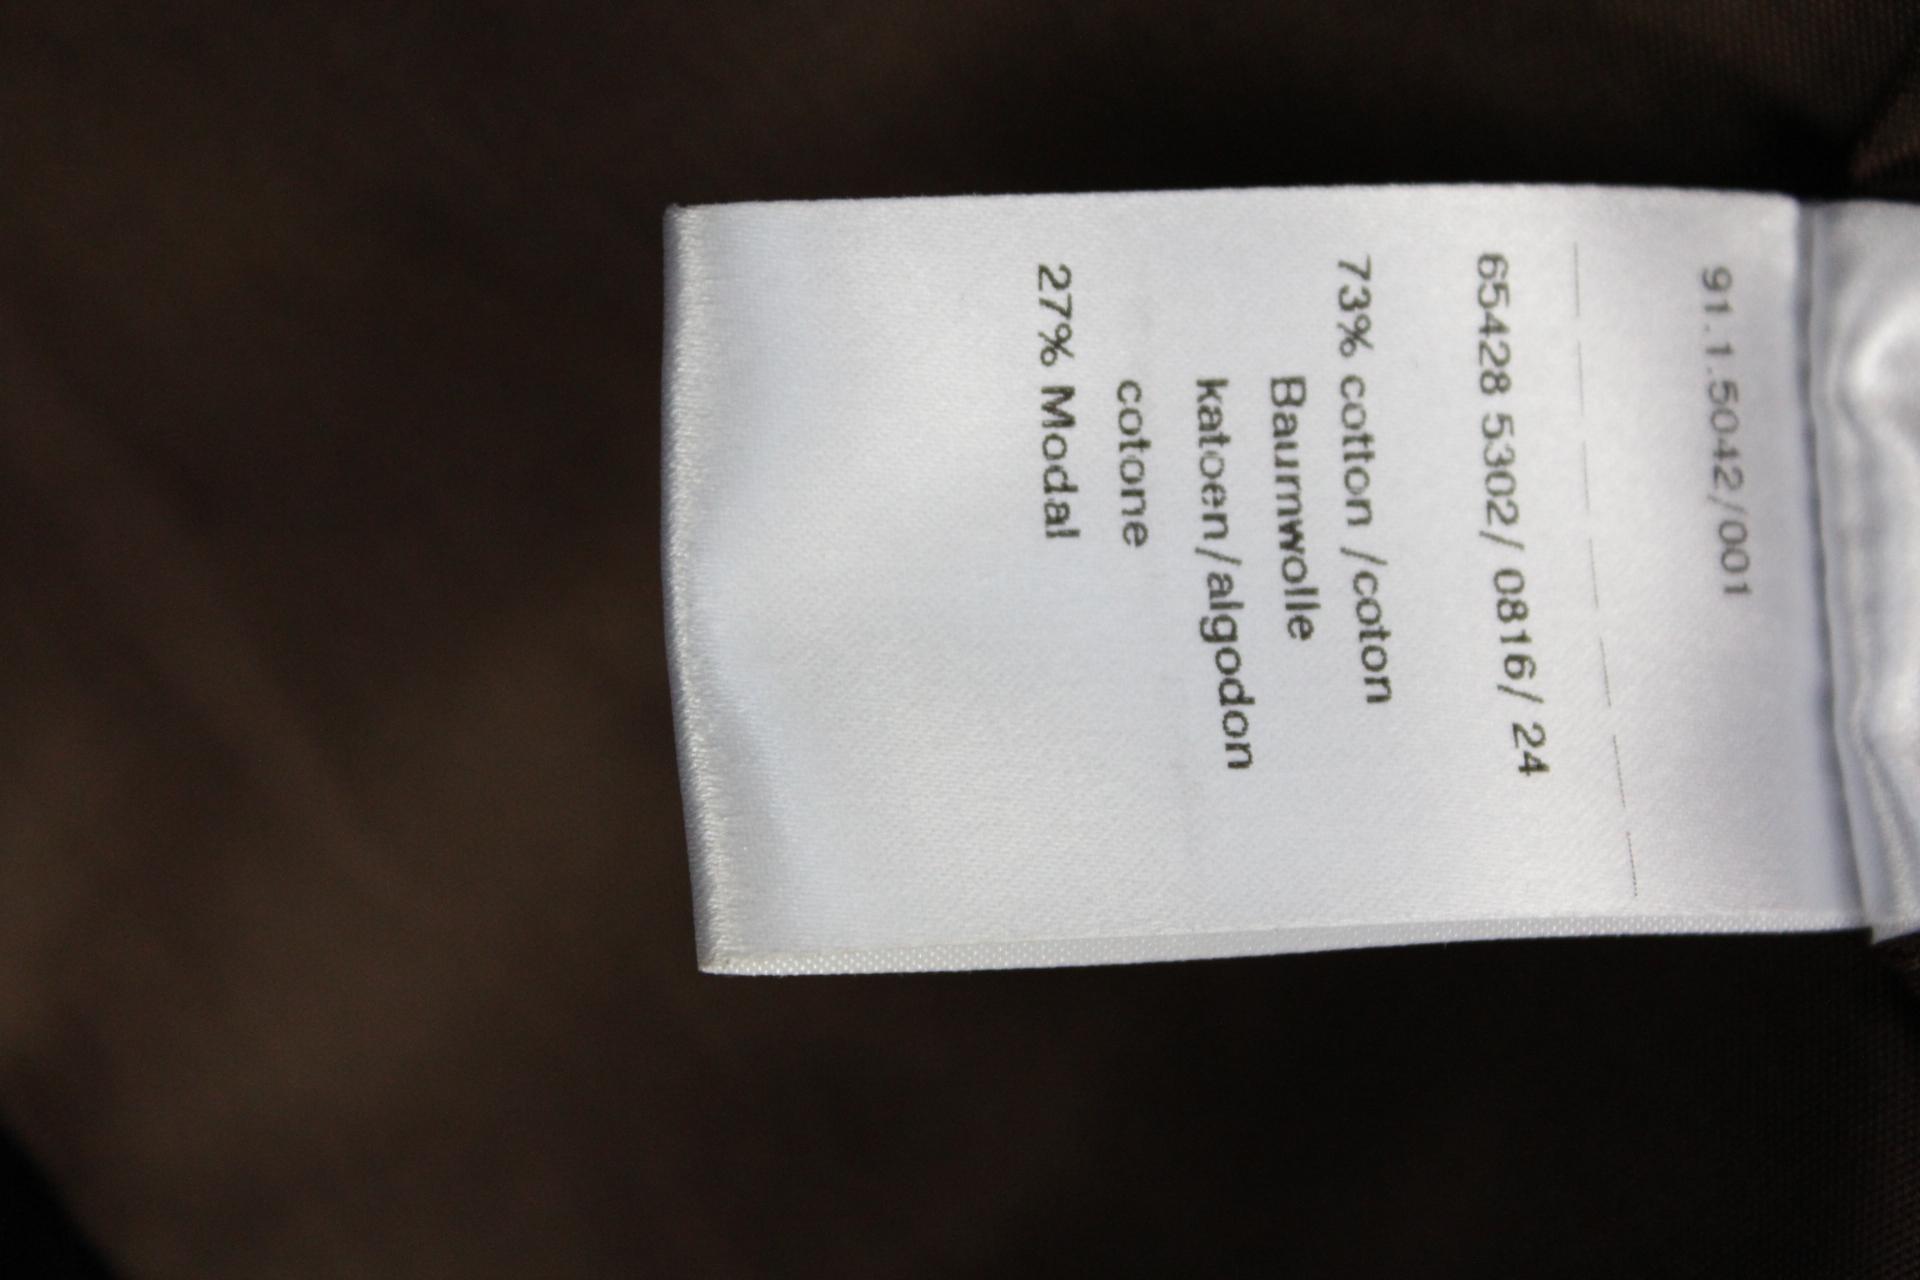 91.1.5042/001
65428 5302/ 0816/ 24
73% cotton /coton
Baumwolle
katoen/algodon
cotone
27% Modal